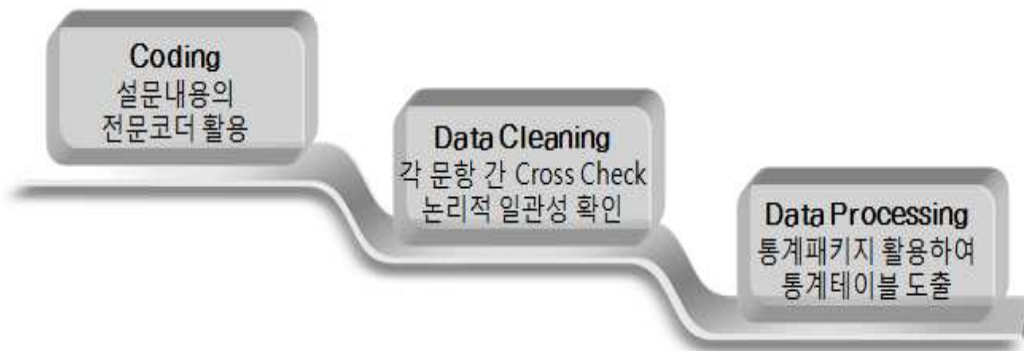 Coding
설문내용의
전문코더 활용
Data Cleaning
각 문항 간 Cross Check
논리적 일관성 확인
Data Processing
통계패키지 활용하여
통계테이블 도출